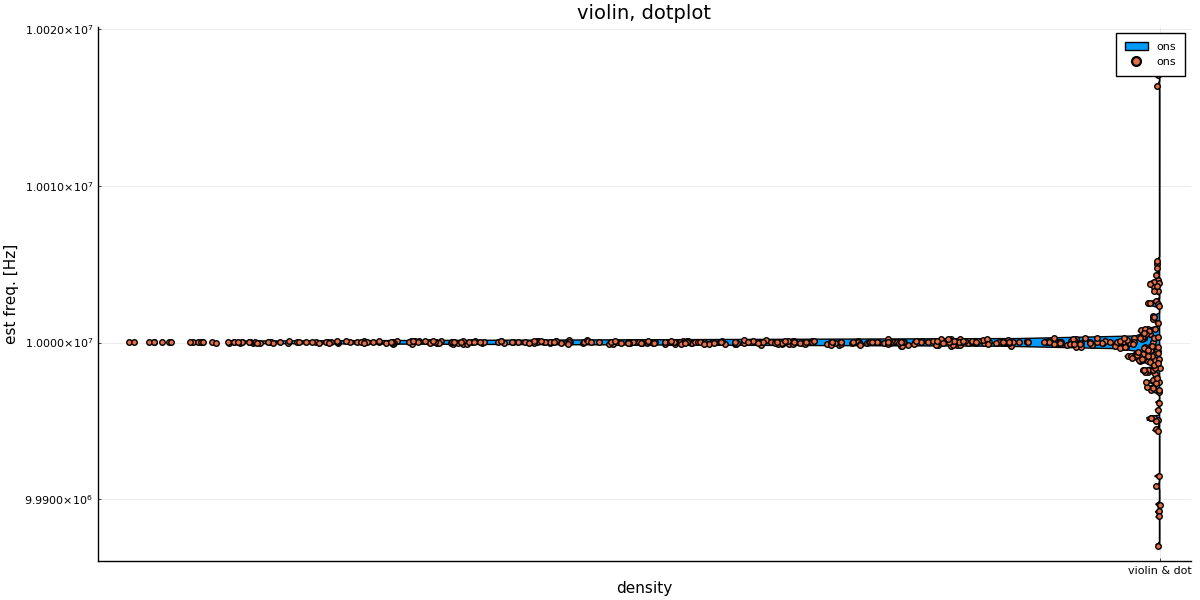 violin, dotplot
1.0020×10⁷
ons
ons
1.0010×10⁷
est freq. [Hz]
1.0000×10⁷
9.9900×10⁶
violin & dot
density